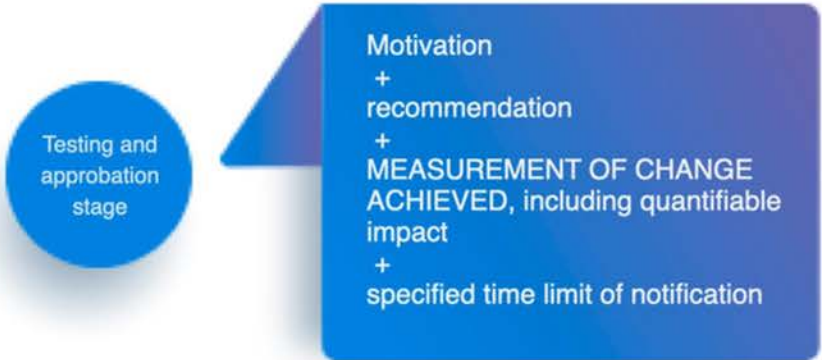 Testing and
approbation
stage
Motivation
+
recommendation
+
MEASUREMENT OF CHANGE
ACHIEVED, including quantifiable
impact
+
specified time limit of notification